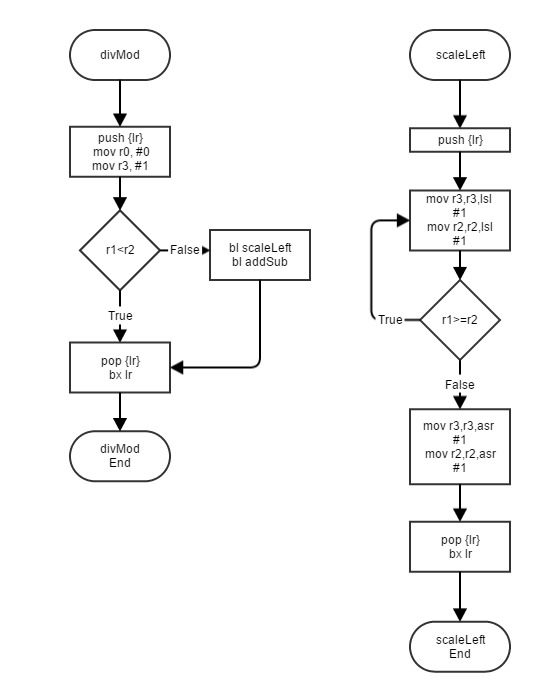 divMod
push {lr}
mov r0, #0
mov r3, #1
r1<r2
False
bl scaleLeft
bl addSub
True
pop {lr}
bx lr
divMod
End
scaleLeft
push {lr}
mov r3,r3,lsl
#1
mov r2,r2,lsl
#1
r1>=r2
True
False
mov r3,r3,asr
#1
mov r2,r2,asr
#1
pop {lr}
bx lr
scaleLeft
End